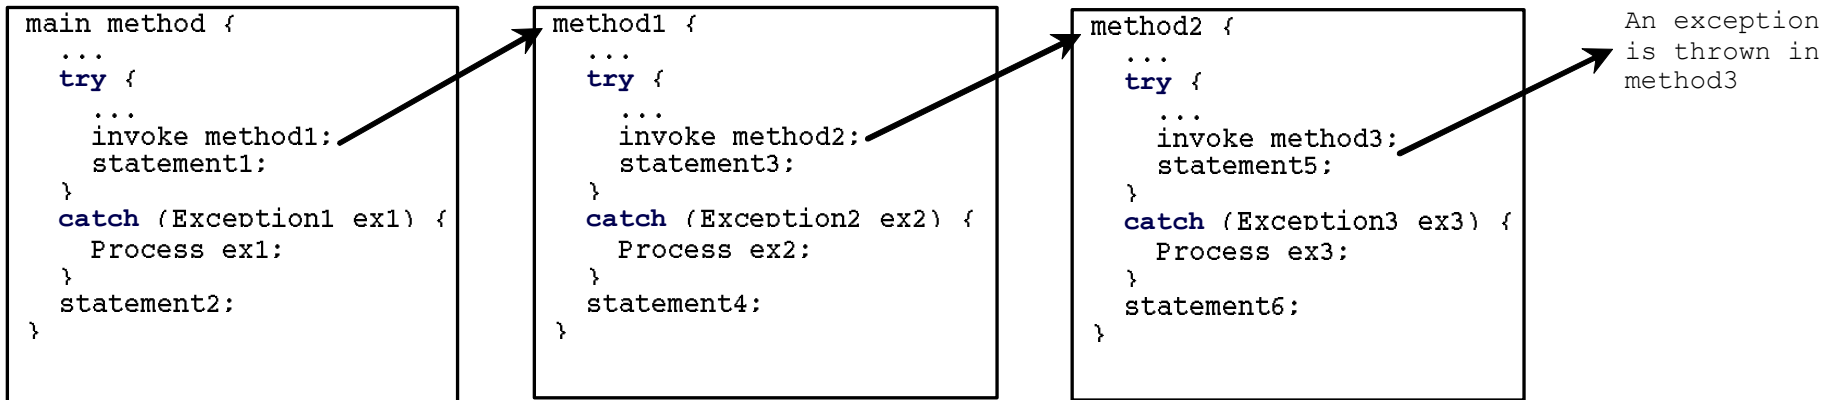 main method {
...
try {
...
invoke method1;
statement1;
}
catch (Exception1 ex1) {
Process ex1;
}
statement2;
}
method1 {
...
try {
...
invoke method2;
statement3;
}
catch (Exception2 ex2) {
Process ex2;
}
statement4;
}
method2 {
...
try {
...
invoke method3;
statement5;
}
catch (Exception3 ex3) {
Process ex3;
}
statement6;
}
An exception
is thrown in
method3